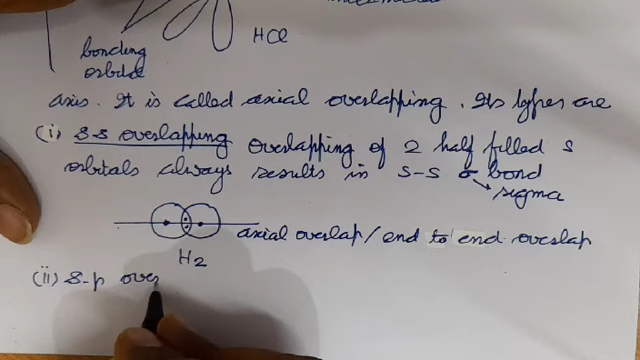 HCl
bonding
orbital
axis. It is called axial overlapping. Its types are
(i) S-S overlapping overlapping of 2 half filled s
orbitals always results in S-S σ bond
sigma
axial overlap/end to end overlap
H2
(ii) S-p over